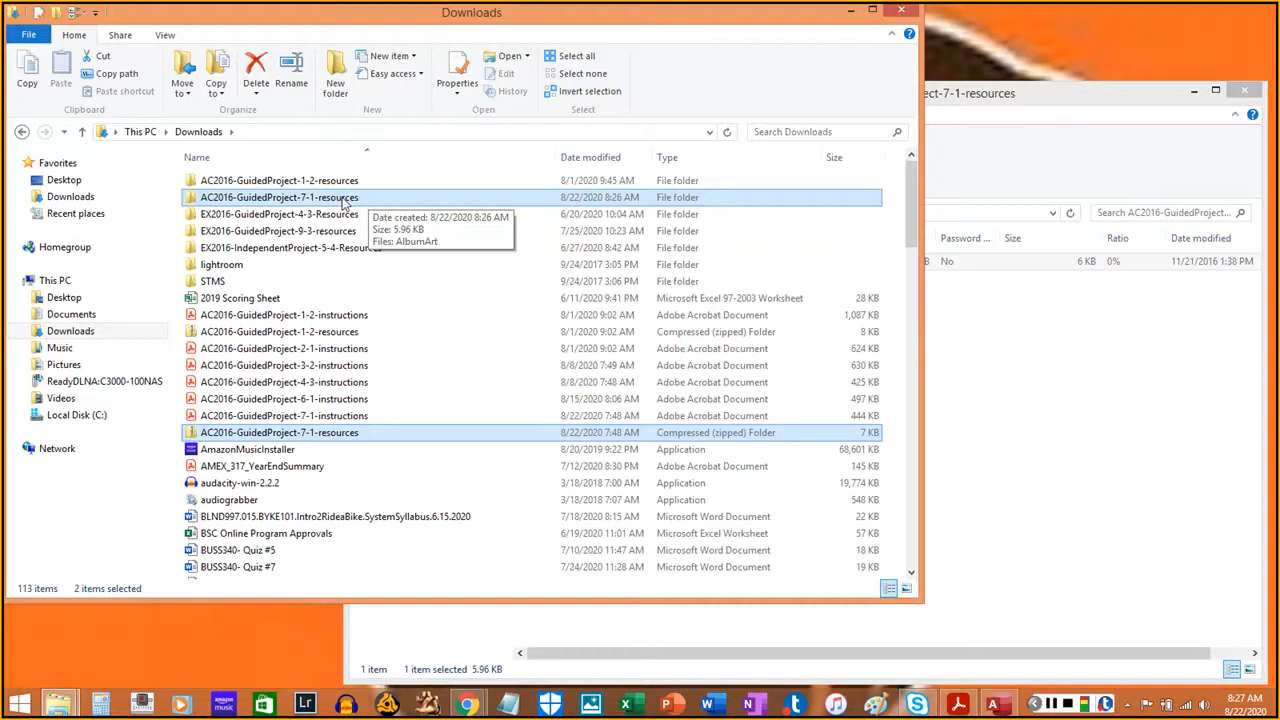 Downloads
File Home Share View
Copy Paste Cut Copy path Paste shortcut Clipboard
Move to Copy to Delete Rename Organize
New folder New item Easy access New
Properties Open Edit History Open
Select all Select none Invert selection Select
This PC Downloads Search Downloads
Favorites
Desktop
Downloads
Recent places
Homegroup
This PC
Desktop
Documents
Downloads
Music
Pictures
ReadyDLNA:C3000-100NAS
Videos
Local Disk (C:)
Network
Name Date modified Type Size
AC2016-GuidedProject-1-2-resources 8/1/2020 9:45 AM File folder
AC2016-GuidedProject-7-1-resources 8/22/2020 8:26 AM File folder
EX2016-GuidedProject-4-3-Resources 6/20/2020 10:04 AM File folder
EX2016-GuidedProject-9-3-resources 7/25/2020 10:23 AM File folder
EX2016-IndependentProject-5-4-Resources 6/27/2020 8:42 AM File folder
lightroom 9/24/2017 3:05 PM File folder
STMS 9/24/2017 3:06 PM File folder
2019 Scoring Sheet 6/11/2020 9:41 PM Microsoft Excel 97-2003 Worksheet 28 KB
AC2016-GuidedProject-1-2-instructions 8/1/2020 9:02 AM Adobe Acrobat Document 1,087 KB
AC2016-GuidedProject-1-2-resources 8/1/2020 9:02 AM Compressed (zipped) Folder 8 KB
AC2016-GuidedProject-2-1-instructions 8/1/2020 9:02 AM Adobe Acrobat Document 624 KB
AC2016-GuidedProject-3-2-instructions 8/8/2020 7:49 AM Adobe Acrobat Document 630 KB
AC2016-GuidedProject-4-3-instructions 8/8/2020 7:48 AM Adobe Acrobat Document 425 KB
AC2016-GuidedProject-6-1-instructions 8/15/2020 8:06 AM Adobe Acrobat Document 497 KB
AC2016-GuidedProject-7-1-instructions 8/22/2020 7:48 AM Adobe Acrobat Document 444 KB
AC2016-GuidedProject-7-1-resources 8/22/2020 7:48 AM Compressed (zipped) Folder 7 KB
AmazonMusicInstaller 8/20/2019 9:22 PM Application 68,601 KB
AMEX_317_YearEndSummary 7/12/2020 8:30 PM Adobe Acrobat Document 145 KB
audacity-win-2.2.2 3/18/2018 7:00 AM Application 19,774 KB
audiograbber 3/18/2018 7:07 AM Application 548 KB
BLND997.015.BYKE101.Intro2RideaBike.SystemSyllabus.6.15.2020 7/18/2020 8:15 AM Microsoft Word Document 22 KB
BSC Online Program Approvals 6/19/2020 11:01 AM Microsoft Excel Worksheet 57 KB
BUSS340- Quiz #5 7/10/2020 11:47 AM Microsoft Word Document 18 KB
BUSS340- Quiz #7 7/24/2020 11:28 AM Microsoft Word Document 19 KB
Date created: 8/22/2020 8:26 AM
Size: 5.96 KB
Files: AlbumArt
113 items 2 items selected
ect-7-1-resources
Search AC2016-GuidedProject...
Password ... Size Ratio Date modified
B No 6 KB 0% 11/21/2016 1:38 PM
1 item 1 item selected 5.96 KB
8:27 AM
8/22/2020